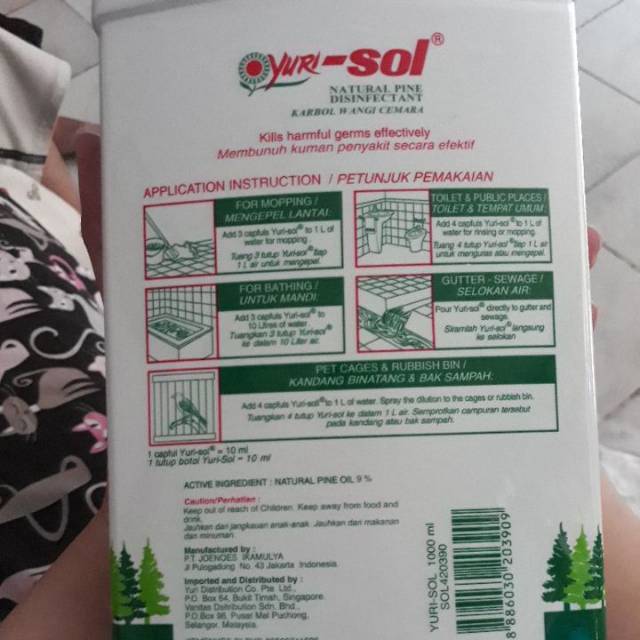 YURI-SOL®
NATURAL PINE
DISINFECTANT
KARBOL WANGI CEMARA
Kills harmful germs effectively
Membunuh kuman penyakit secara efektif
APPLICATION INSTRUCTION / PETUNJUK PEMAKAIAN
FOR MOPPING /
MENGEPEL LANTAI:
Add 3 capfuls Yuri-sol® to 1 L of
water for mopping
Tuang 3 tutup Yuri-sol® tiap
1 L air untuk mengepel.
TOILET & PUBLIC PLACES /
TOILET & TEMPAT UMUM:
Add 4 capfuls Yuri-sol® to 1 L of
water for rinsing or mopping
Tuang 4 tutup Yuri-sol® tiap 1 L air
untuk menguras atau mengepel.
FOR BATHING /
UNTUK MANDI:
Add 3 capfuls Yuri-sol® to
10 Litres of water
Tuangkan 3 tutup Yuri-sol®
ke dalam 10 Liter air.
GUTTER - SEWAGE /
SELOKAN AIR:
Pour Yuri-sol® directly to gutter and
sewage.
Siramlah Yuri-sol® langsung
ke selokan
PET CAGES & RUBBISH BIN /
KANDANG BINATANG & BAK SAMPAH:
Add 4 capfuls Yuri-sol® to 1 L of water. Spray the dilution to the cages or rubbish bin.
Tuangkan 4 tutup Yuri-sol ke dalam 1 L air. Semprotkan campuran tersebut
pada kandang atau bak sampah.
1 capful Yuri-sol® = 10 ml
1 tutup botol Yuri-Sol = 10 ml
ACTIVE INGREDIENT : NATURAL PINE OIL 9 %
Caution/Perhatian :
Keep out of reach of Children. Keep away from food and
drink.
Jauhkan dari jangkauan anak-anak. Jauhkan dari makanan
dan minuman.
Manufactured by :
P.T. JOENOES IKAMULYA
Jl Pulogadung No. 43 Jakarta Indonesia.
Imported and Distributed by :
Yuri Distribution Co. Pte. Ltd.,
P.O. Box 64, Bukit Timah, Singapore.
Venitas Distribution Sdn. Bhd.,
P.O.Box 96, Pusat Mel Puchong,
Selangor, Malaysia.
YURI-SOL 1000 ml
SOL420390
8886030203909